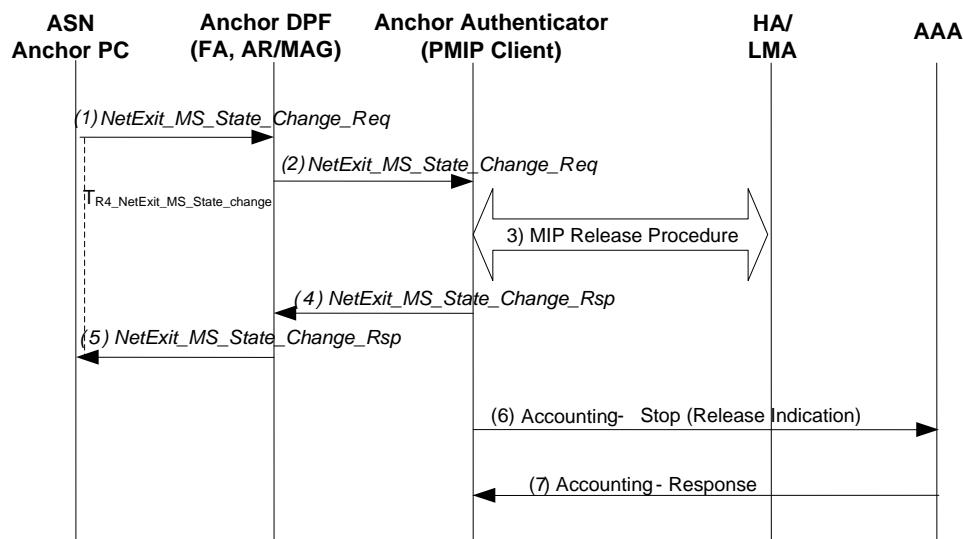 ASN
Anchor PC
Anchor DPF
(FA, AR/MAG)
Anchor Authenticator
(PMIP Client)
HA/
LMA
AAA
(1) NetExit_MS_State_Change_Req
(2) NetExit_MS_State_Change_Req
TR4_NetExit_MS_State_change
3) MIP Release Procedure
(4) NetExit_MS_State_Change_Rsp
(5) NetExit_MS_State_Change_Rsp
(6) Accounting- Stop (Release Indication)
(7) Accounting - Response